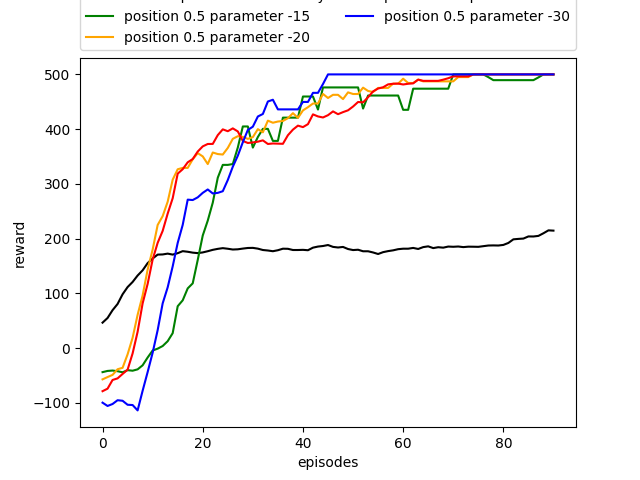 position 0.5 parameter -15
position 0.5 parameter -20
position 0.5 parameter -30
500
400
300
200
100
0
−100
reward
0 20 40 60 80
episodes